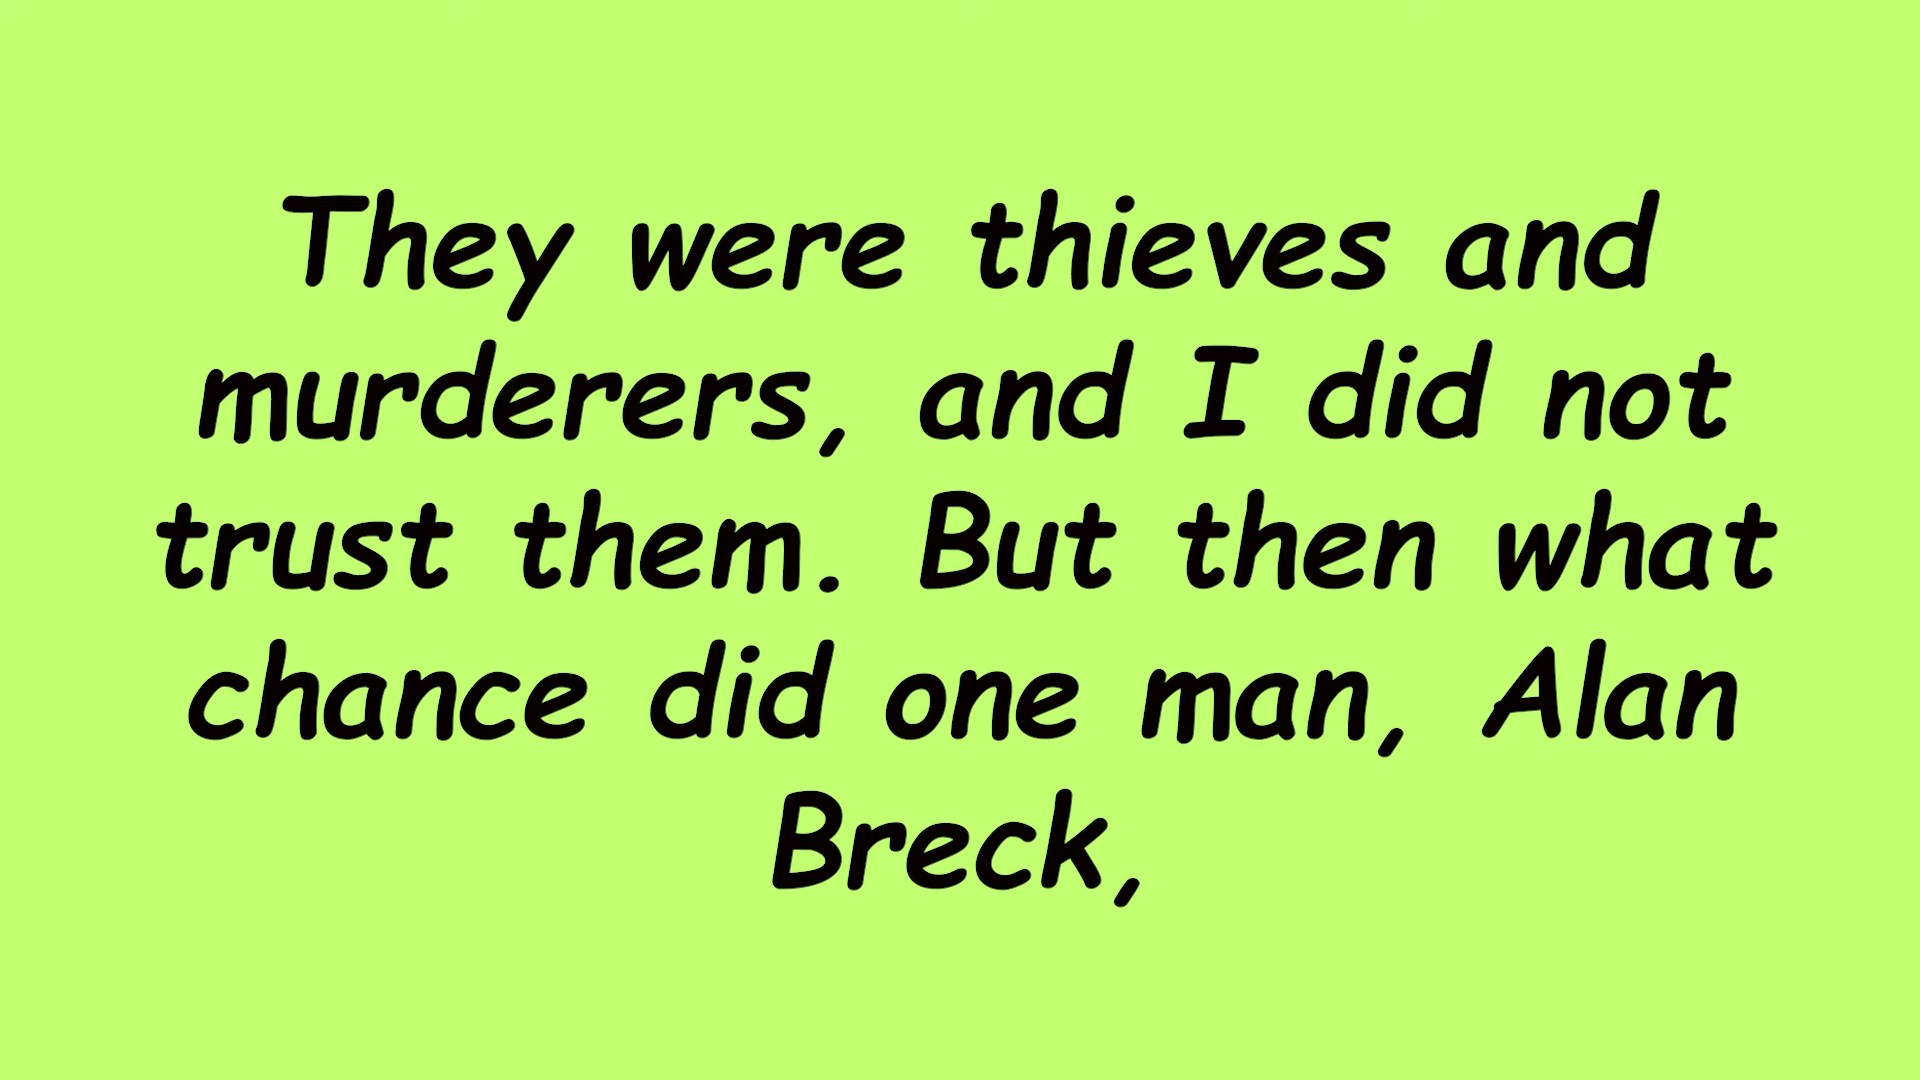 They were thieves and
murderers, and I did not
trust them. But then what
chance did one man, Alan
Breck,